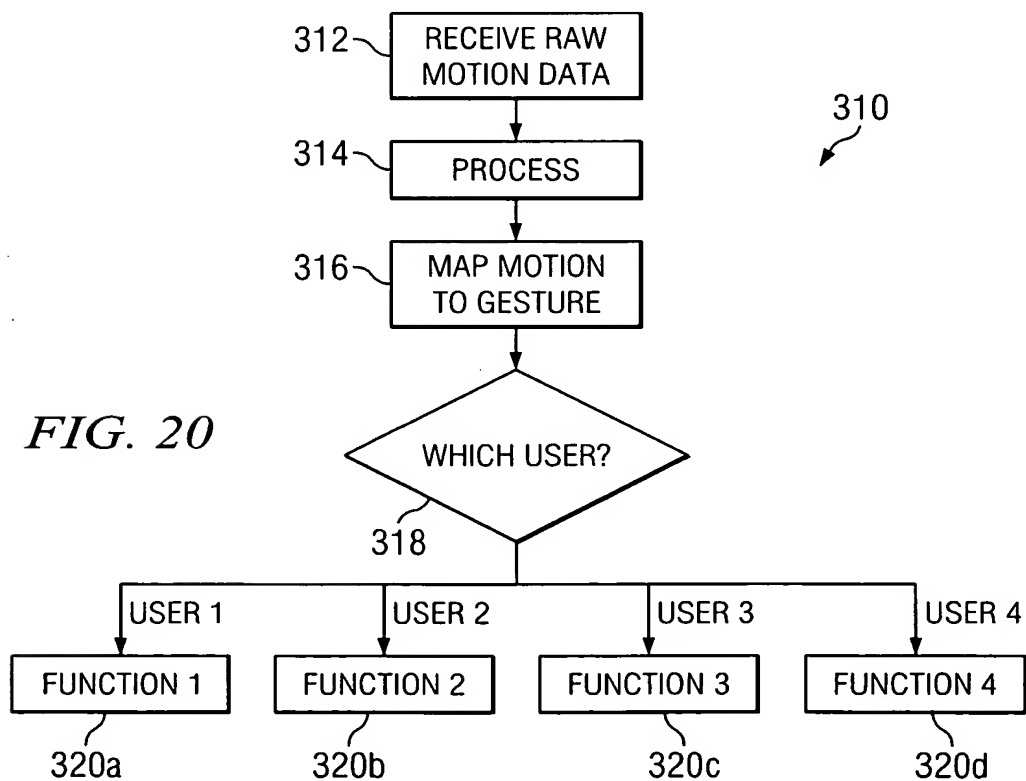 312
RECEIVE RAW
MOTION DATA
310
314
PROCESS
316
MAP MOTION
TO GESTURE
FIG. 20
WHICH USER?
318
USER 1
USER 2
USER 3
USER 4
FUNCTION 1
FUNCTION 2
FUNCTION 3
FUNCTION 4
320a
320b
320c
320d